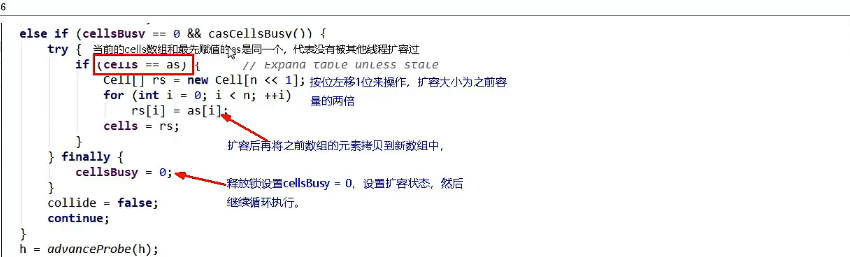 6
else if (cellsBusy == 0 && casCellsBusy()) {
try { 当前的cells数组和最先赋值的as是同一个，代表没有被其他线程扩容过
if (cells == as) { // Expand table unless stale
Cell[] rs = new Cell[n << 1]; 按位左移1位来操作，扩容大小为之前容
for (int i = 0; i < n; ++i) 量的两倍
rs[i] = as[i];
cells = rs;
扩容后再将之前数组的元素拷贝到新数组中，
}
} finally {
cellsBusy = 0; 释放锁设置cellsBusy = 0，设置扩容状态，然后
} 继续循环执行。
collide = false;
continue;
}
h = advanceProbe(h);